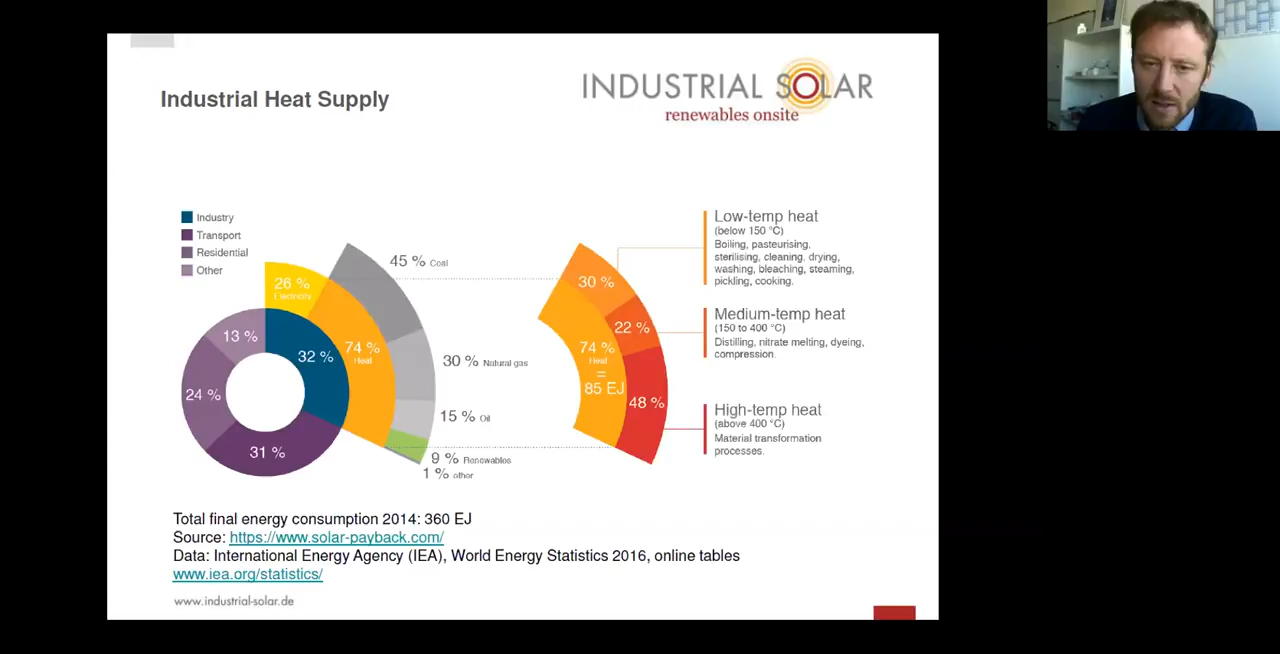 Industrial Heat Supply
INDUSTRIAL SOLAR
renewables onsite
Industry
Transport
Residential
Other
26 %
Electricity
13 %
32 %
24 %
31 %
74 %
Heat
45 % Coal
30 % Natural gas
15 % Oil
9 % Renewables
1 % other
30 %
22 %
48 %
74 %
Heat
=
85 EJ
Low-temp heat
(below 150 °C)
Boiling, pasteurising,
sterilising, cleaning, drying,
washing, bleaching, steaming,
pickling, cooking.
Medium-temp heat
(150 to 400 °C)
Distilling, nitrate melting, dyeing,
compression.
High-temp heat
(above 400 °C)
Material transformation
processes.
Total final energy consumption 2014: 360 EJ
Source: https://www.solar-payback.com/
Data: International Energy Agency (IEA), World Energy Statistics 2016, online tables
www.iea.org/statistics/
www.industrial-solar.de